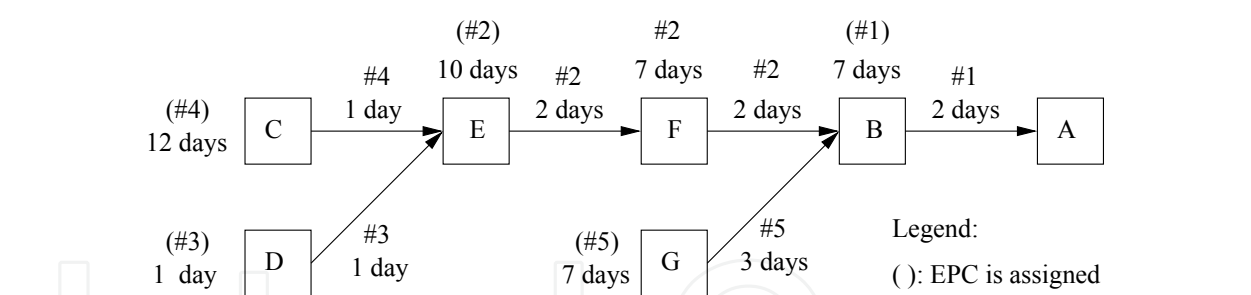 (#2)
#2
(#1)
#4
10 days
#2
7 days
#2
7 days
#1
(#4)
1 day
2 days
2 days
2 days
12 days
C
E
F
B
A
(#3)
#3
(#5)
#5
Legend:
1 day
D
1 day
7 days
G
3 days
( ): EPC is assigned